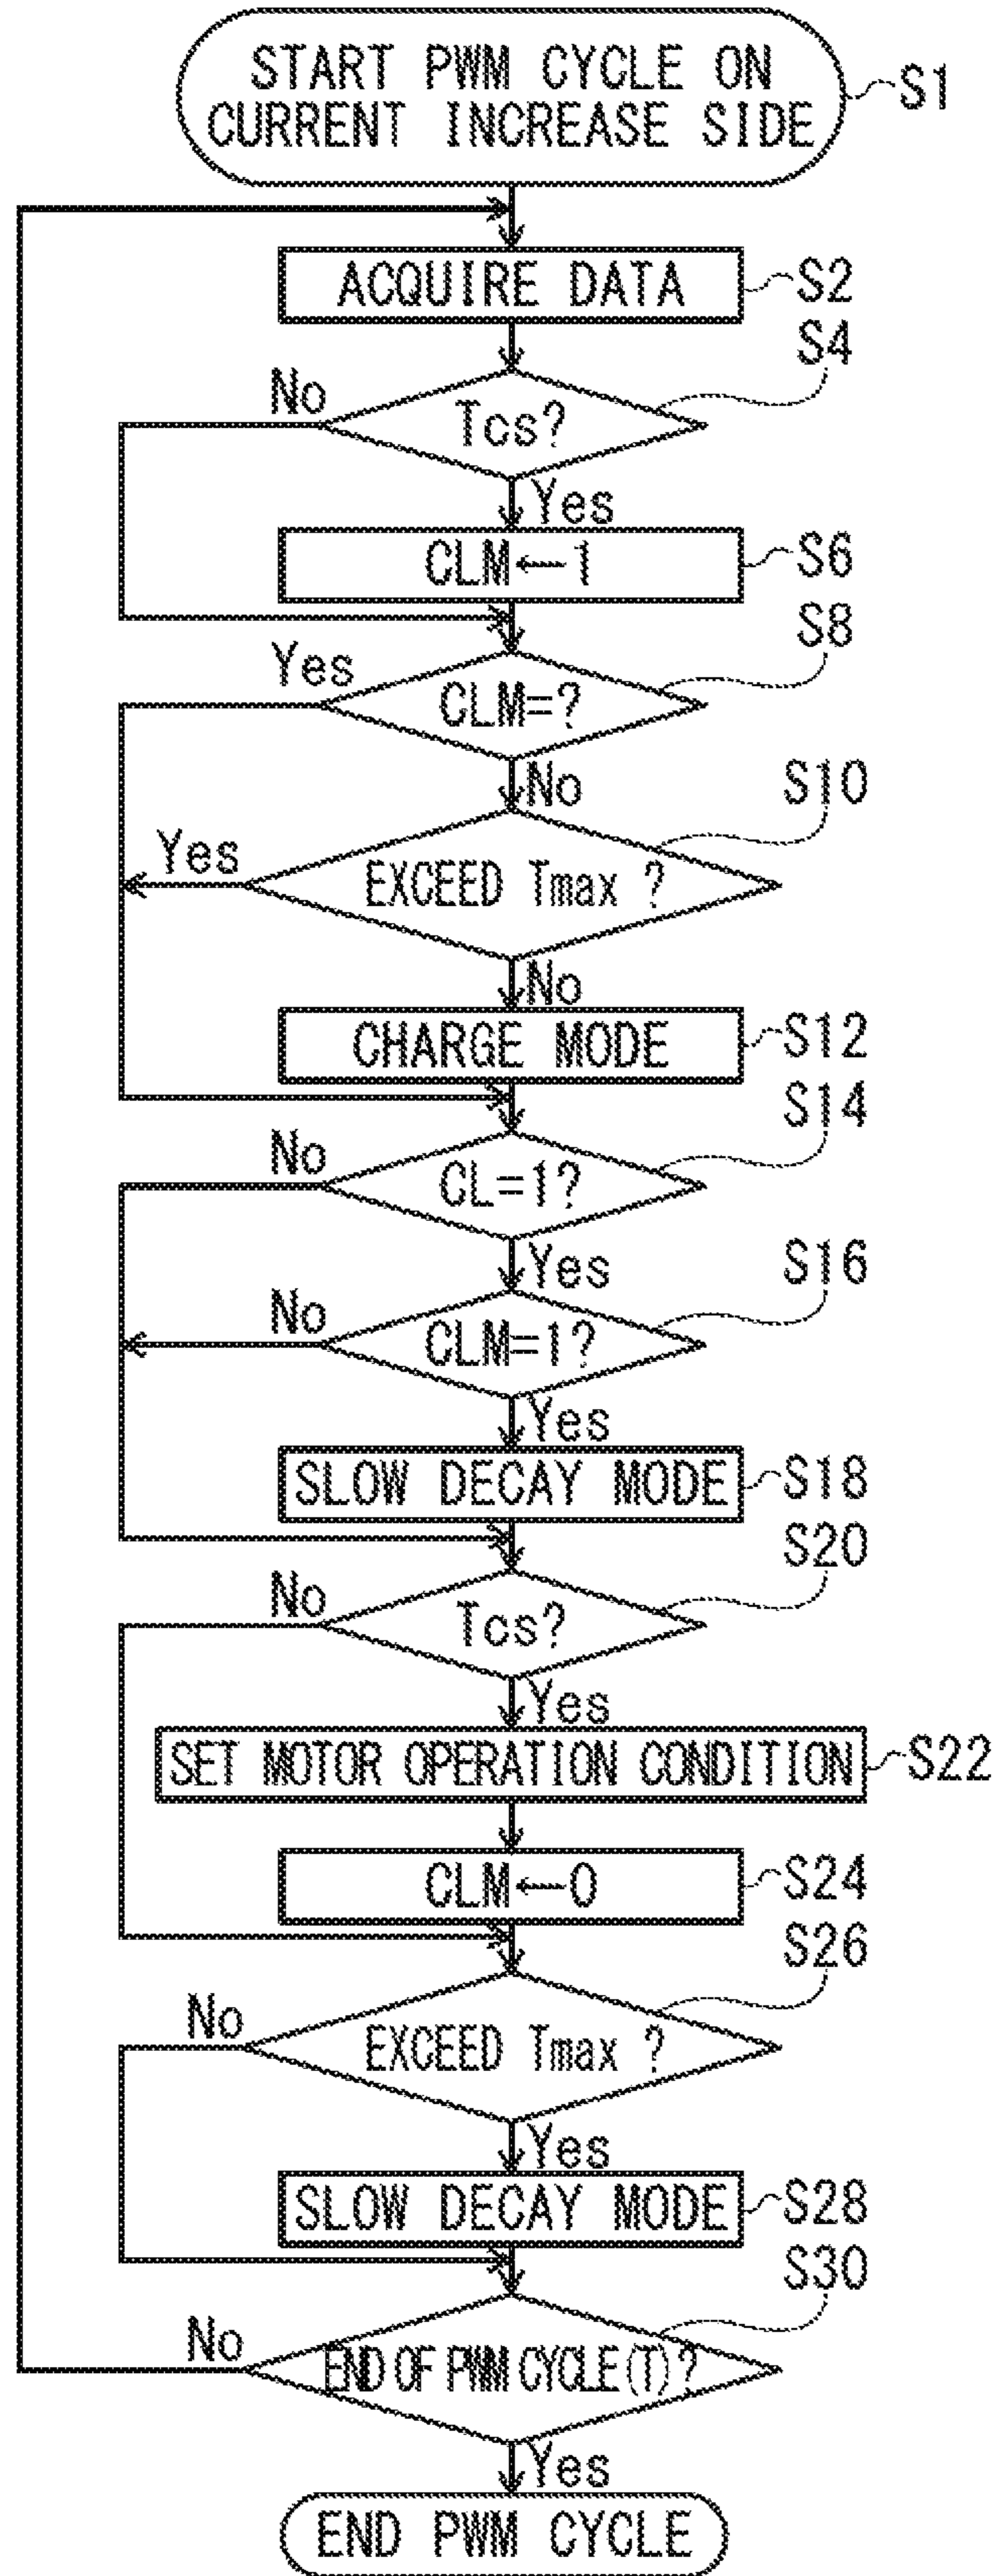 START PWM CYCLE ON
CURRENT INCREASE SIDE
S1
ACQUIRE DATA
S2
S4
No
Tcs?
Yes
CLM←1
S6
S8
Yes
CLM=?
No
S10
Yes
EXCEED Tmax ?
No
CHARGE MODE
S12
S14
No
CL=1?
Yes
S16
No
CLM=1?
Yes
SLOW DECAY MODE
S18
S20
No
Tcs?
Yes
SET MOTOR OPERATION CONDITION
S22
CLM←0
S24
S26
No
EXCEED Tmax ?
Yes
SLOW DECAY MODE
S28
S30
No
END OF PWM CYCLE(T)?
Yes
END PWM CYCLE